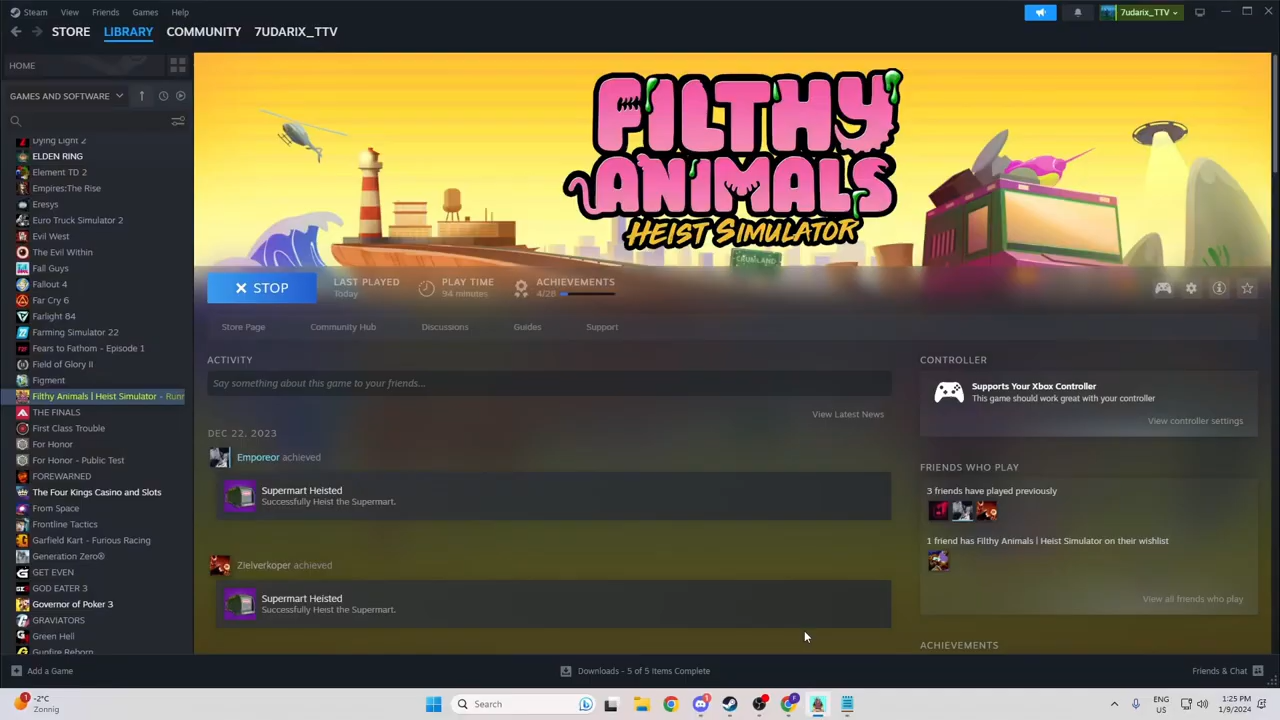 Steam View Friends Games Help
7udarix_TTV
STORE LIBRARY COMMUNITY 7UDARIX_TTV
HOME
GAMES AND SOFTWARE
Dying Light 2
ELDEN RING
Element TD 2
Empires:The Rise
Eresys
Euro Truck Simulator 2
Evil West
The Evil Within
Fall Guys
Fallout 4
Far Cry 6
Farlight 84
Farming Simulator 22
Fears to Fathom - Episode 1
Field of Glory II
Figment
Filthy Animals | Heist Simulator - Runr
THE FINALS
First Class Trouble
For Honor
For Honor - Public Test
FOREWARNED
The Four Kings Casino and Slots
From Space
Frontline Tactics
Garfield Kart - Furious Racing
Generation Zero®
GET EVEN
GOD EATER 3
Governor of Poker 3
GRAVIATORS
Green Hell
Gunfire Reborn
Add a Game
FILTHY
ANIMALS
HEIST SIMULATOR
CRUMLAND
STOP
LAST PLAYED
Today
PLAY TIME
94 minutes
ACHIEVEMENTS
4/28
Store Page Community Hub Discussions Guides Support
ACTIVITY
Say something about this game to your friends...
View Latest News
DEC 22, 2023
Emporeor achieved
Supermart Heisted
Successfully Heist the Supermart.
Zielverkoper achieved
Supermart Heisted
Successfully Heist the Supermart.
CONTROLLER
Supports Your Xbox Controller
This game should work great with your controller
View controller settings
FRIENDS WHO PLAY
3 friends have played previously
1 friend has Filthy Animals | Heist Simulator on their wishlist
View all friends who play
ACHIEVEMENTS
Downloads - 5 of 5 Items Complete
Friends & Chat
1
-2°C
Zonnig
Search
ENG
US
1:25 PM
1/9/2024